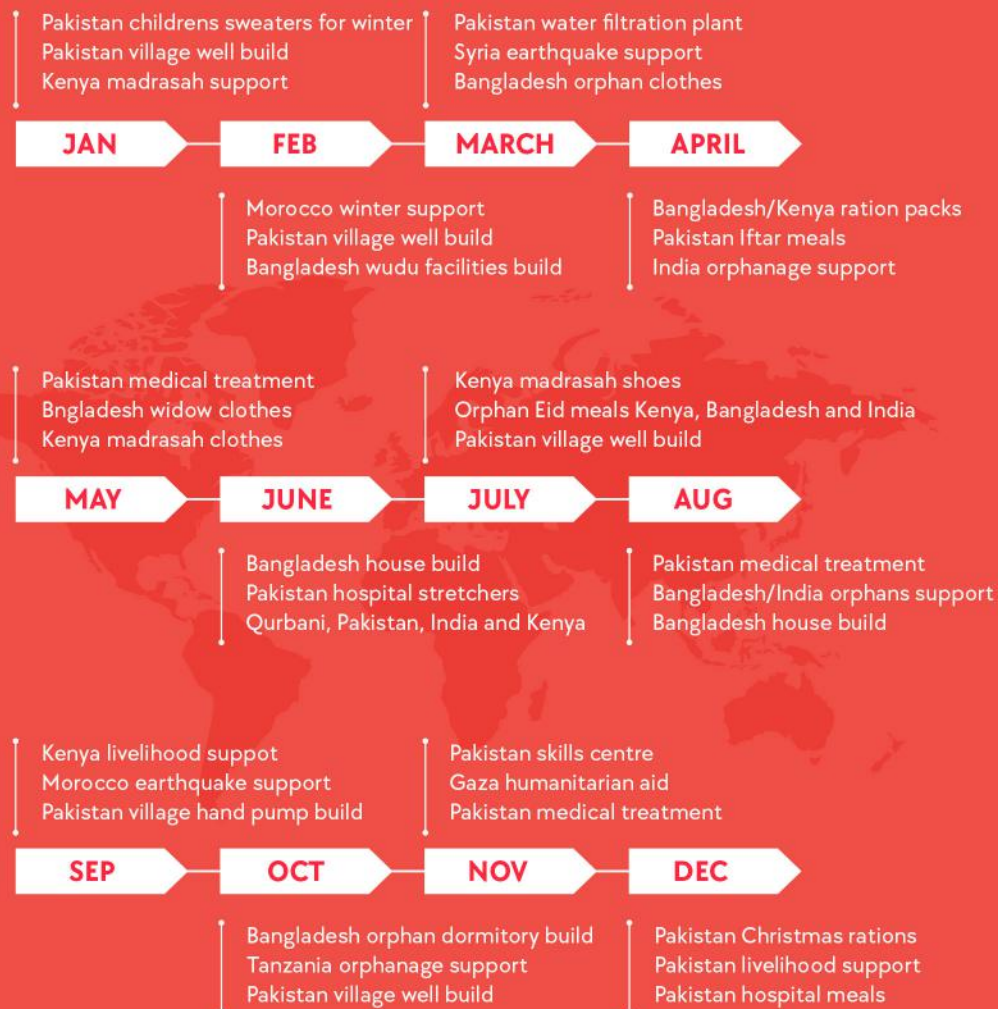 Pakistan childrens sweaters for winter
Pakistan village well build
Kenya madrasah support
Pakistan water filtration plant
Syria earthquake support
Bangladesh orphan clothes
JAN
FEB
MARCH
APRIL
Morocco winter support
Pakistan village well build
Bangladesh wudu facilities build
Bangladesh/Kenya ration packs
Pakistan Iftar meals
India orphanage support
Pakistan medical treatment
Bngladesh widow clothes
Kenya madrasah clothes
Kenya madrasah shoes
Orphan Eid meals Kenya, Bangladesh and India
Pakistan village well build
MAY
JUNE
JULY
AUG
Bangladesh house build
Pakistan hospital stretchers
Qurbani, Pakistan, India and Kenya
Pakistan medical treatment
Bangladesh/India orphans support
Bangladesh house build
Kenya livelihood suppot
Morocco earthquake support
Pakistan village hand pump build
Pakistan skills centre
Gaza humanitarian aid
Pakistan medical treatment
SEP
OCT
NOV
DEC
Bangladesh orphan dormitory build
Tanzania orphanage support
Pakistan village well build
Pakistan Christmas rations
Pakistan livelihood support
Pakistan hospital meals